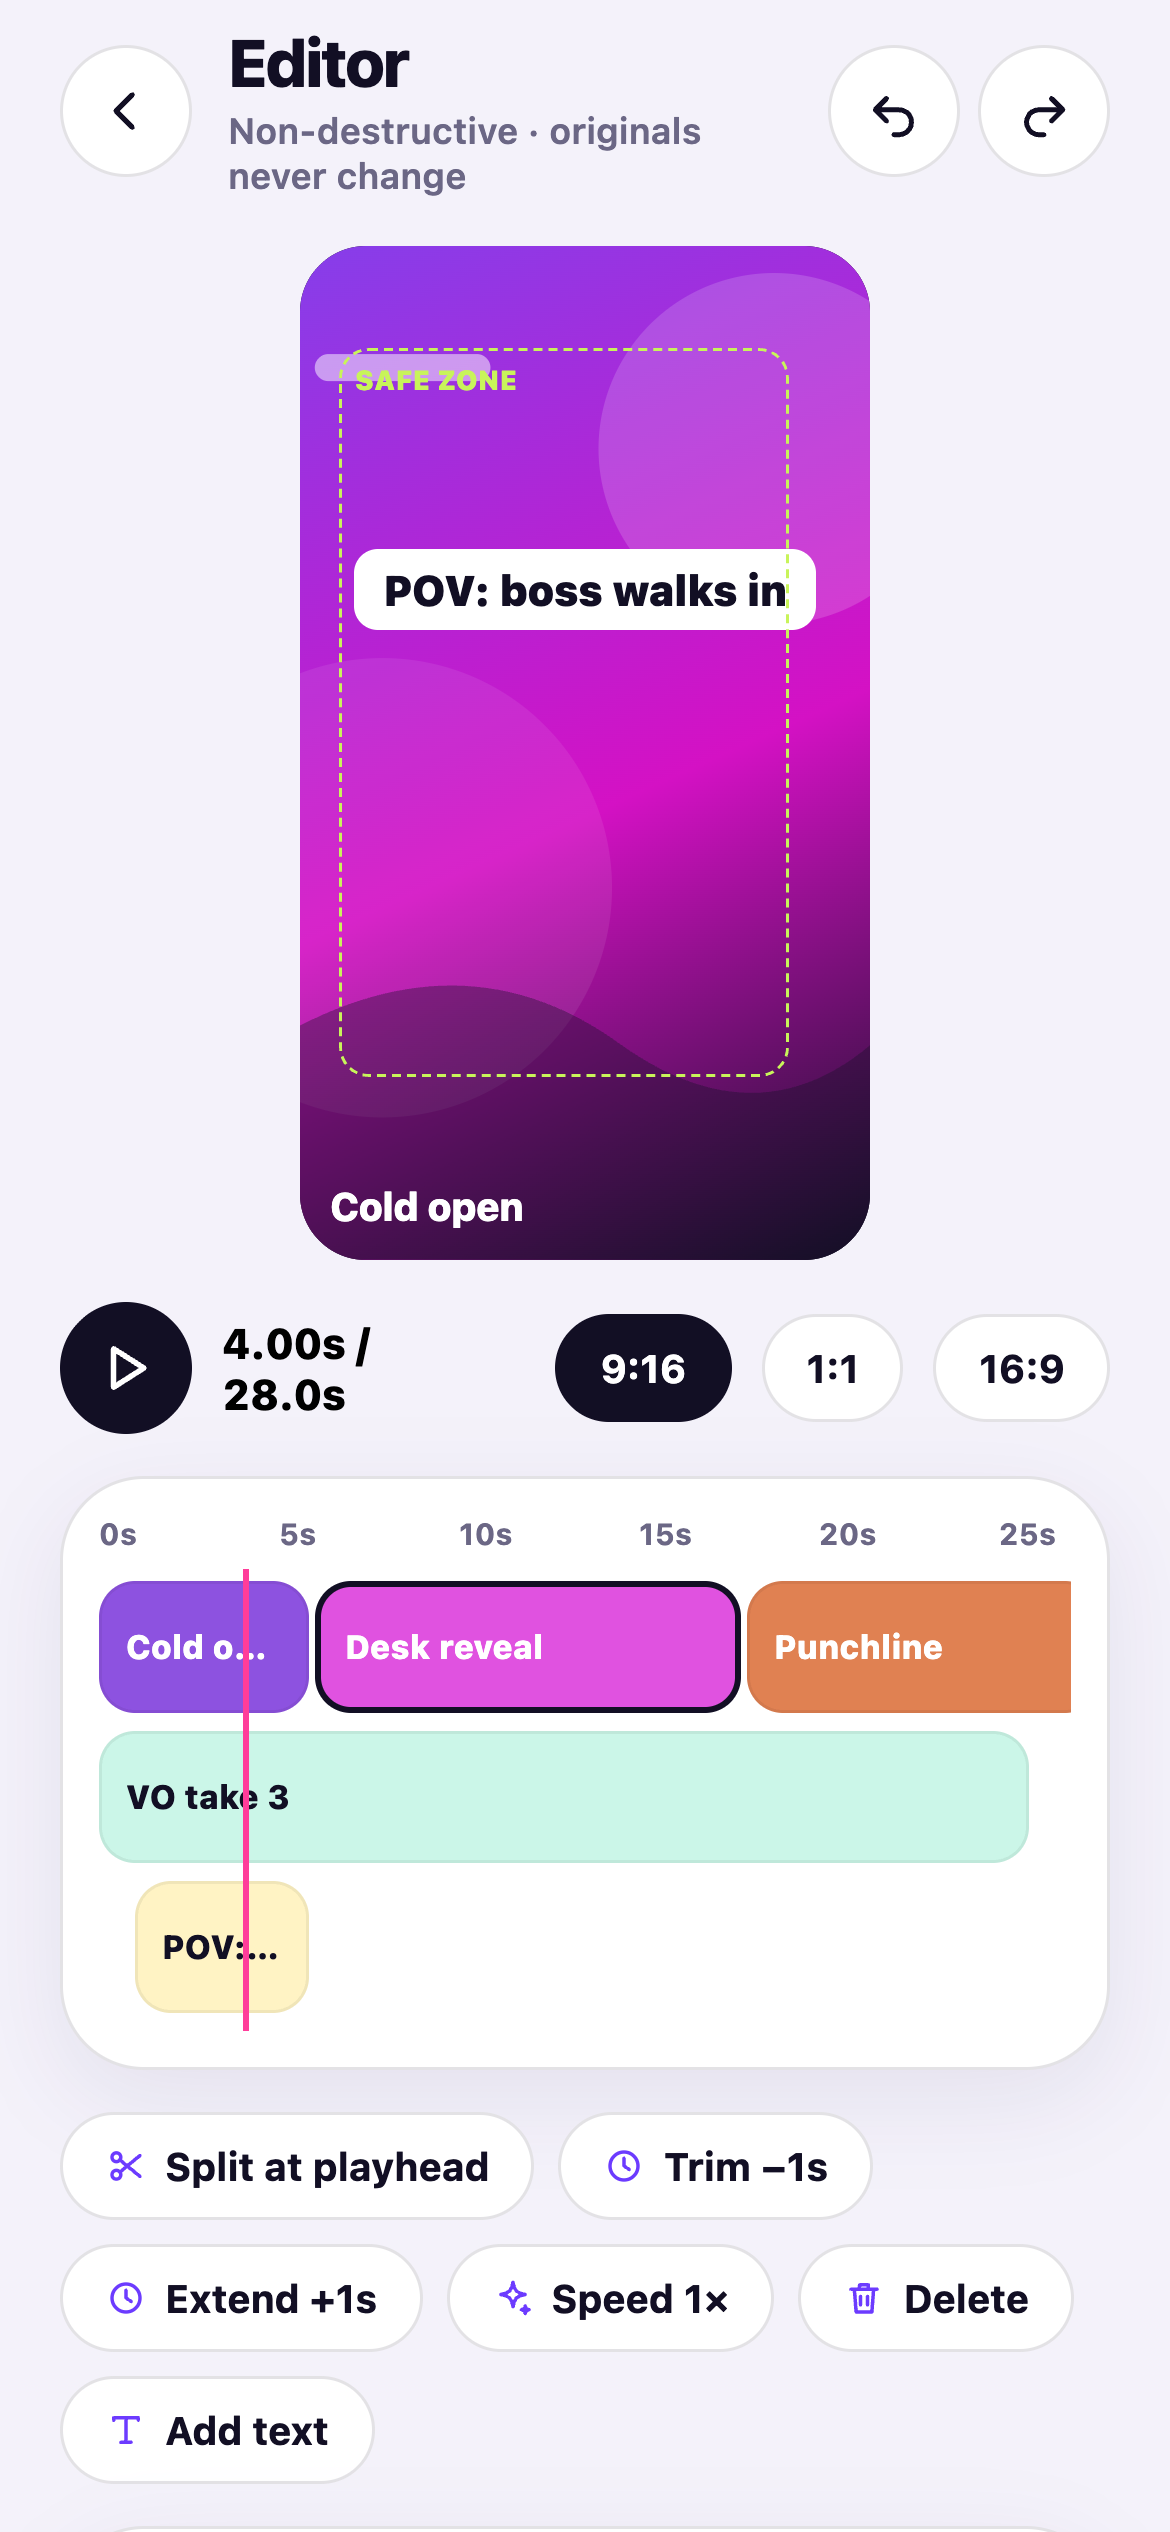 Editor
Non-destructive · originals
never change
SAFE ZONE
POV: boss walks in
Cold open
4.00s /
28.0s
9:16
1:1
16:9
0s 5s 10s 15s 20s 25s
Cold o...
Desk reveal
Punchline
VO take 3
POV:...
Split at playhead
Trim −1s
Extend +1s
Speed 1×
Delete
Add text